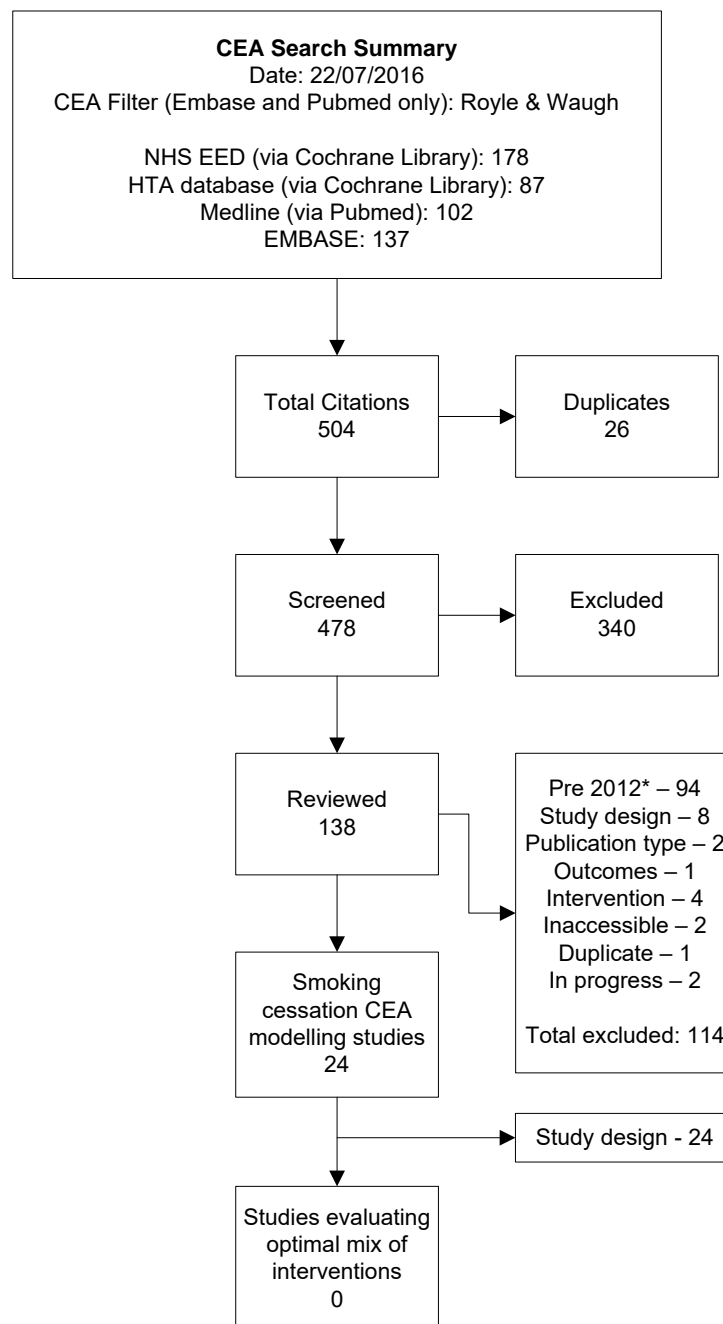 CEA Search Summary
Date: 22/07/2016
CEA Filter (Embase and Pubmed only): Royle & Waugh
NHS EED (via Cochrane Library): 178
HTA database (via Cochrane Library): 87
Medline (via Pubmed): 102
EMBASE: 137
Total Citations
504
Duplicates
26
Screened
478
Excluded
340
Reviewed
138
Pre 2012* – 94
Study design – 8
Publication type – 2
Outcomes – 1
Intervention – 4
Inaccessible – 2
Duplicate – 1
In progress – 2
Total excluded: 114
Smoking
cessation CEA
modelling studies
24
Study design - 24
Studies evaluating
optimal mix of
interventions
0